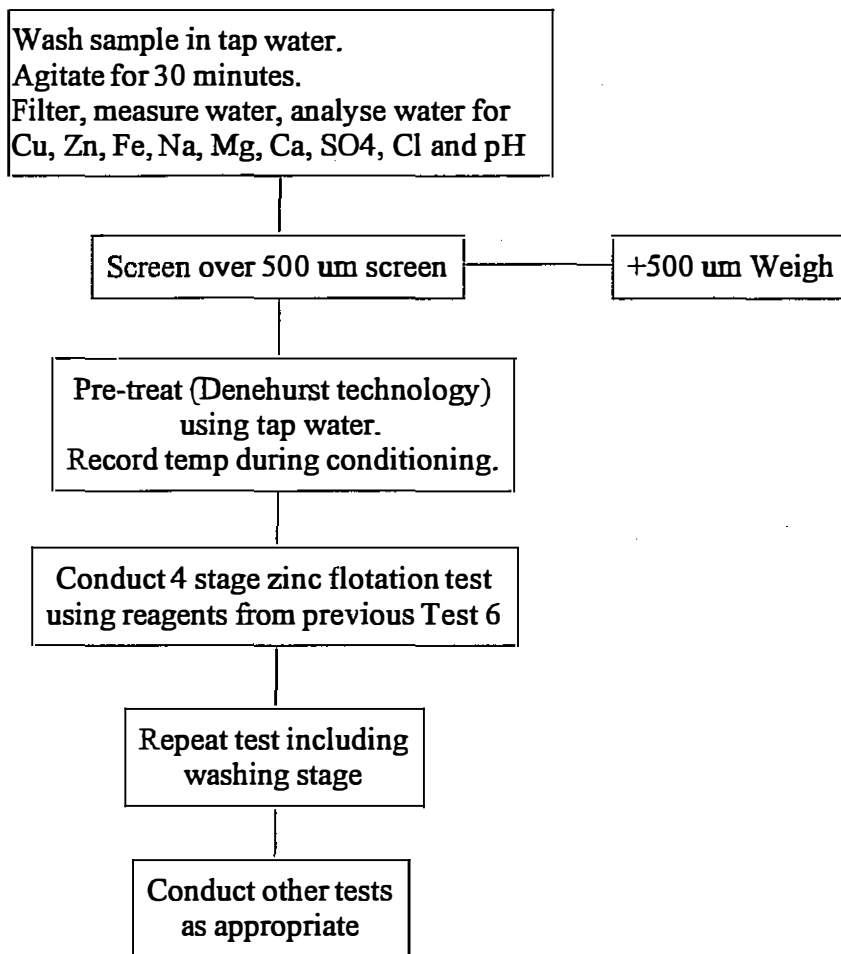 Wash sample in tap water.
Agitate for 30 minutes.
Filter, measure water, analyse water for
Cu, Zn, Fe, Na, Mg, Ca, SO4, Cl and pH
Screen over 500 um screen
+500 um Weigh
Pre-treat (Denehurst technology)
using tap water.
Record temp during conditioning.
Conduct 4 stage zinc flotation test
using reagents from previous Test 6
Repeat test including
washing stage
Conduct other tests
as appropriate